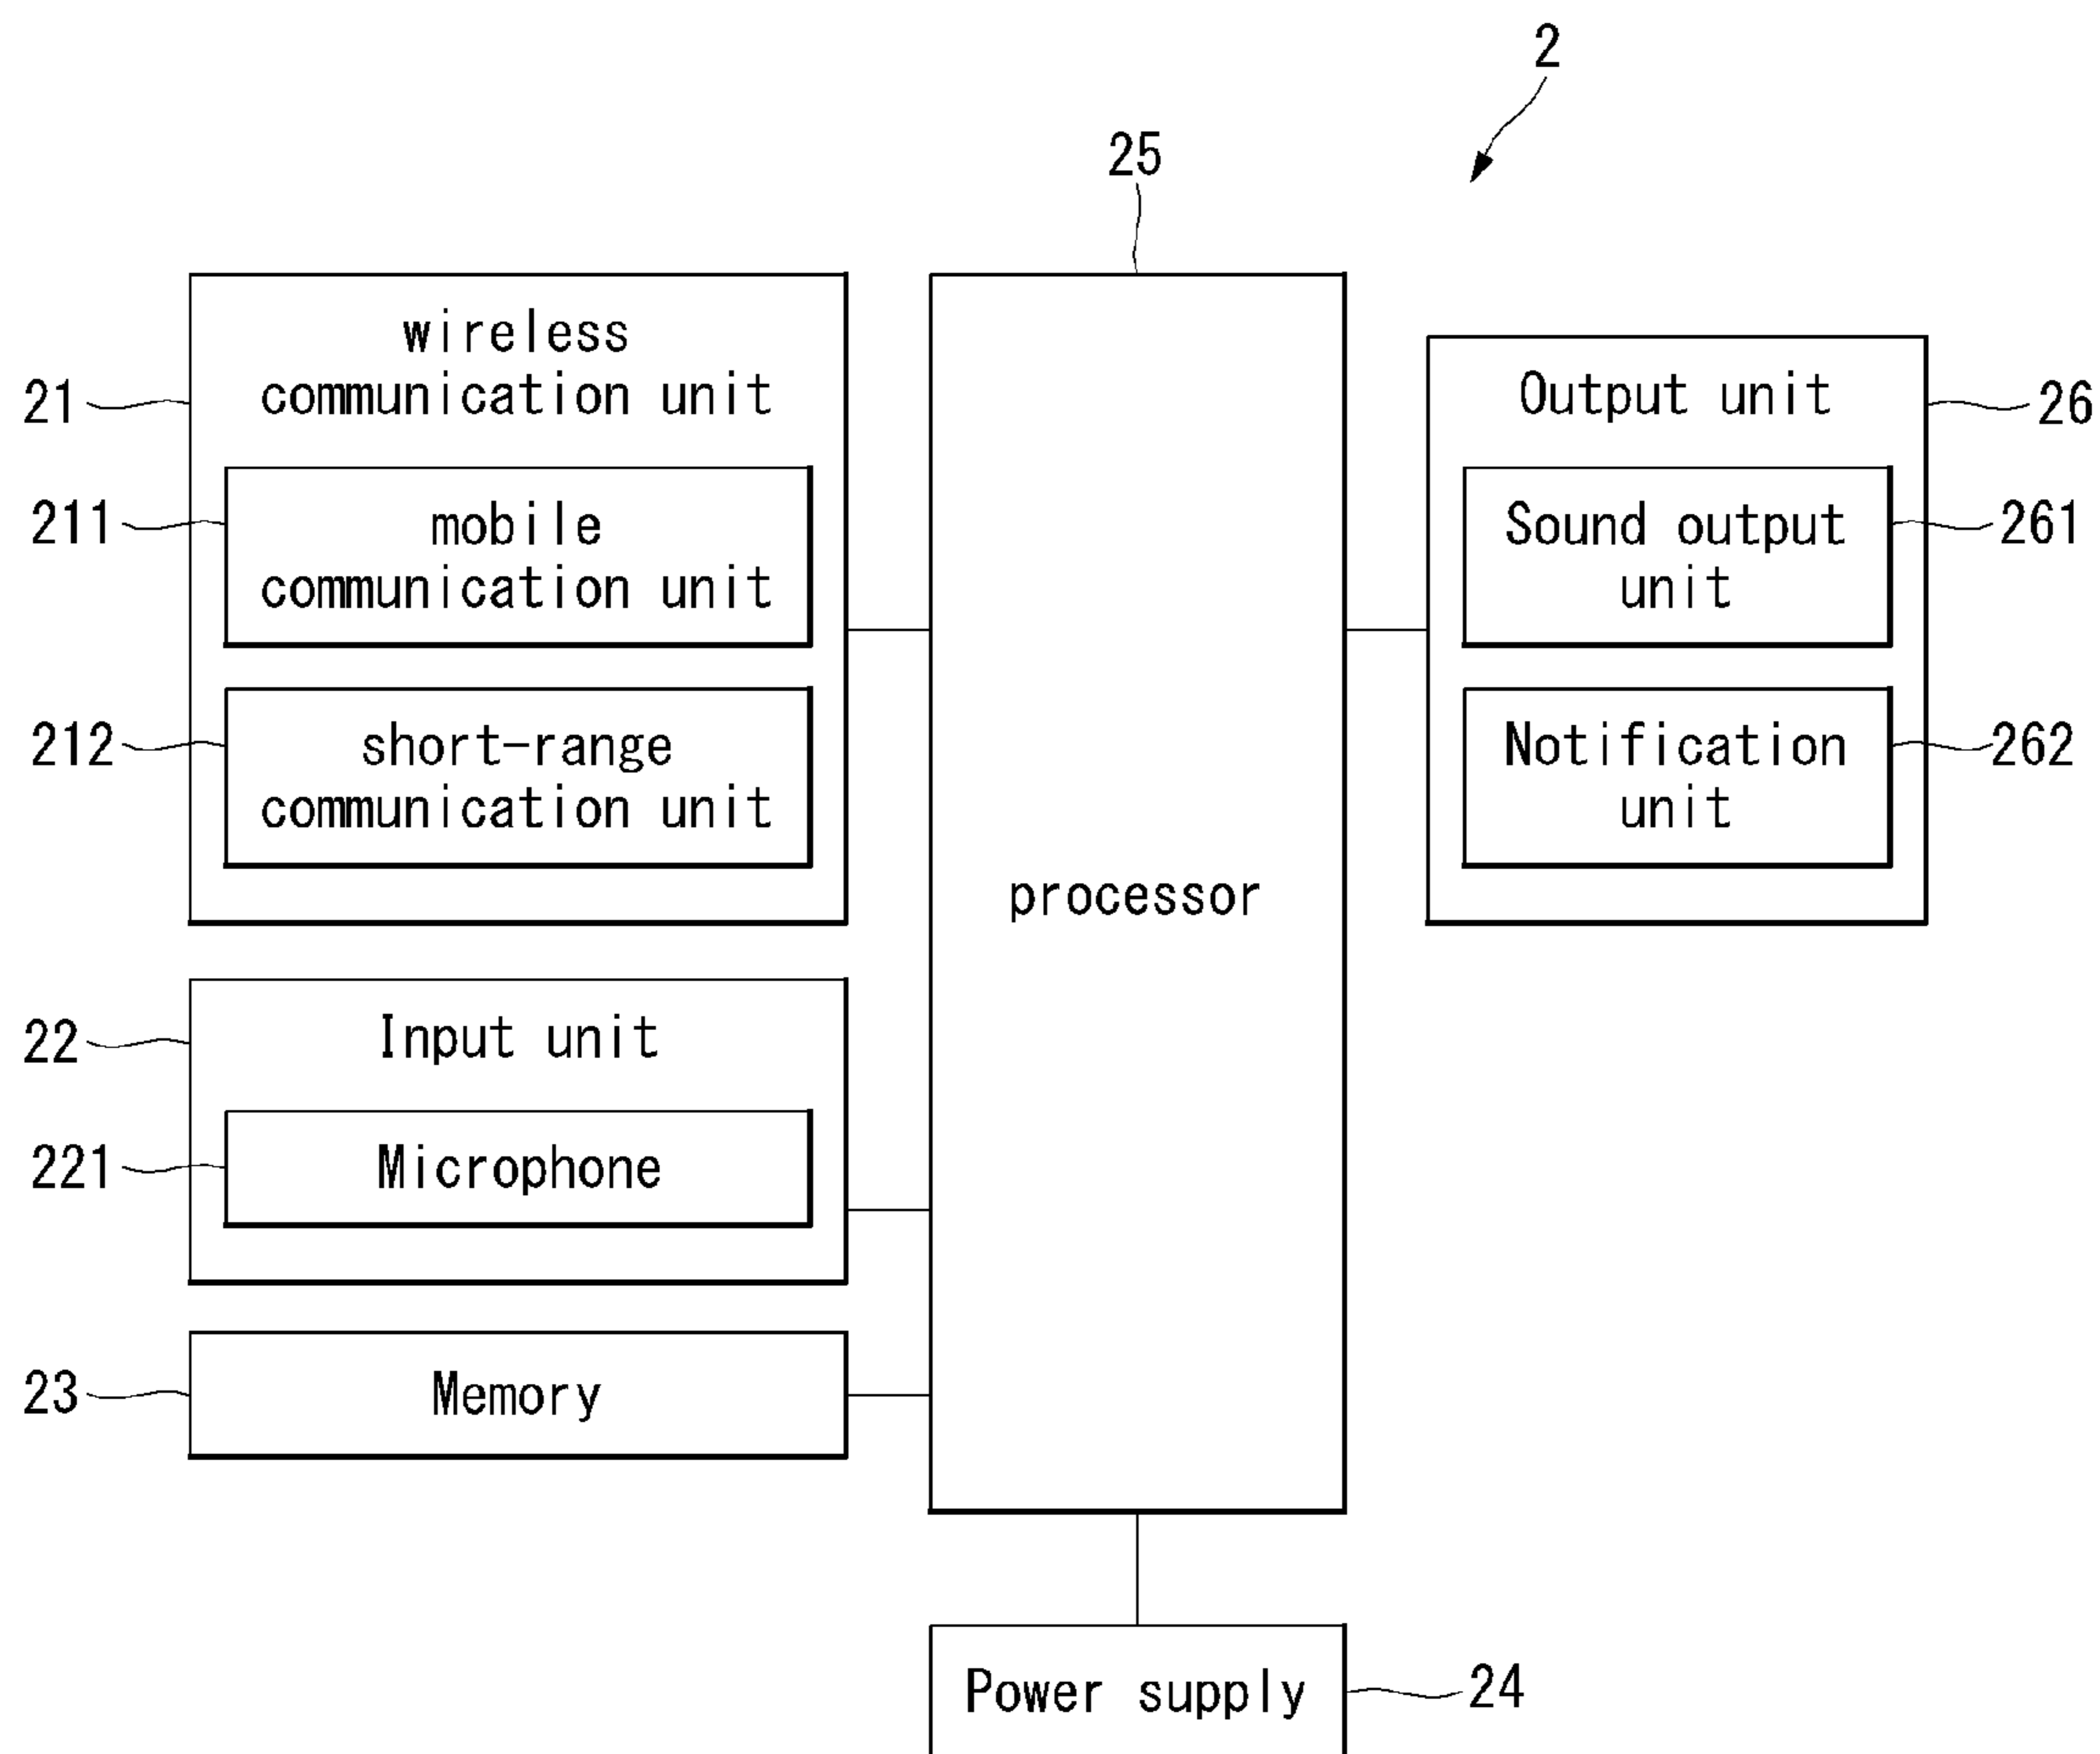 2
25
wireless
communication unit
21
mobile
communication unit
211
short-range
communication unit
212
Input unit
22
Microphone
221
Memory
23
processor
Output unit
26
Sound output
unit
261
Notification
unit
262
Power supply
24